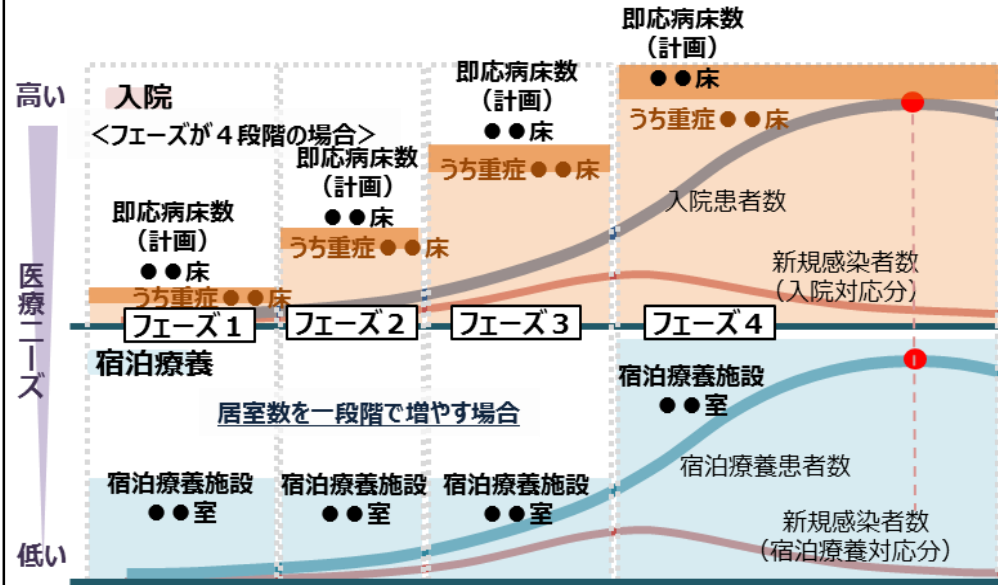 高い
医療ニーズ
低い
入院
<フェーズが4段階の場合>
即応病床数
(計画)
●●床
うち重症●●床
即応病床数
(計画)
●●床
うち重症●●床
即応病床数
(計画)
●●床
うち重症●●床
即応病床数
(計画)
●●床
うち重症●●床
入院患者数
新規感染者数
(入院対応分)
フェーズ1
フェーズ2
フェーズ3
フェーズ4
宿泊療養
居室数を一段階で増やす場合
宿泊療養施設
●●室
宿泊療養施設
●●室
宿泊療養施設
●●室
宿泊療養施設
●●室
宿泊療養患者数
新規感染者数
(宿泊療養対応分)